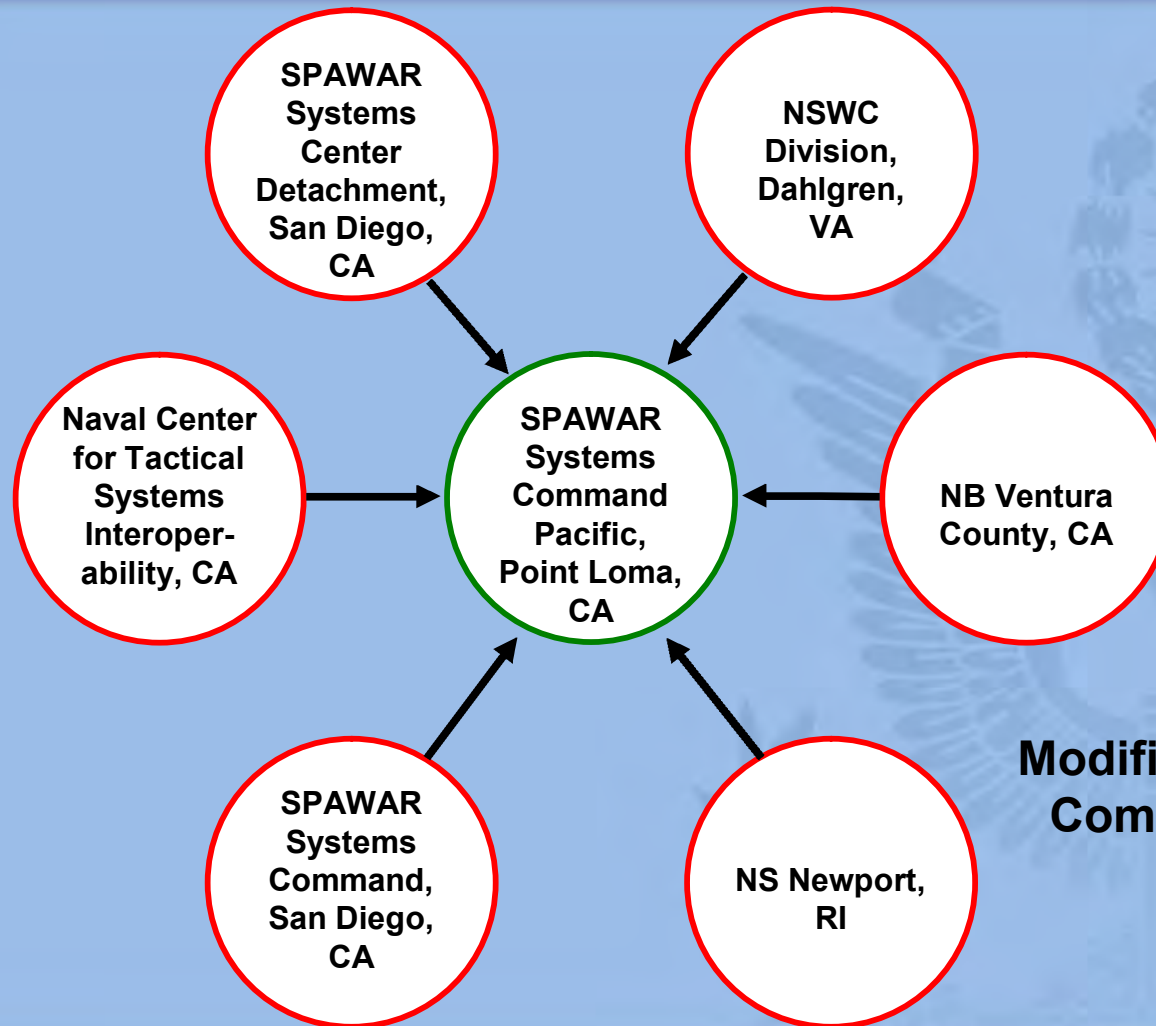 SPAWAR
Systems
Center
Detachment,
San Diego,
CA
NSWC
Division,
Dahlgren,
VA
Naval Center
for Tactical
Systems
Interoper-
ability, CA
SPAWAR
Systems
Command
Pacific,
Point Loma,
CA
NB Ventura
County, CA
SPAWAR
Systems
Command,
San Diego,
CA
NS Newport,
RI
Modifi
Com